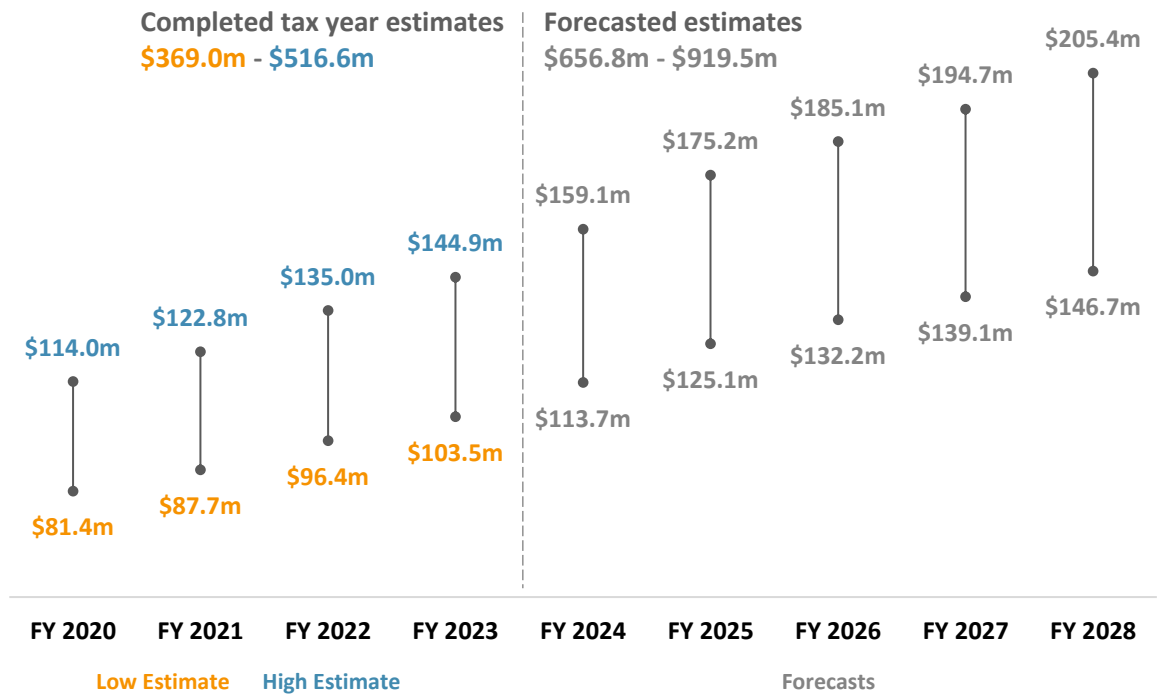 Completed tax year estimates
$369.0m - $516.6m
Forecasted estimates
$656.8m - $919.5m
$114.0m
$81.4m
$122.8m
$87.7m
$135.0m
$96.4m
$144.9m
$103.5m
$159.1m
$113.7m
$175.2m
$125.1m
$185.1m
$132.2m
$194.7m
$139.1m
$205.4m
$146.7m
FY 2020 FY 2021 FY 2022 FY 2023 FY 2024 FY 2025 FY 2026 FY 2027 FY 2028
Low Estimate High Estimate Forecasts